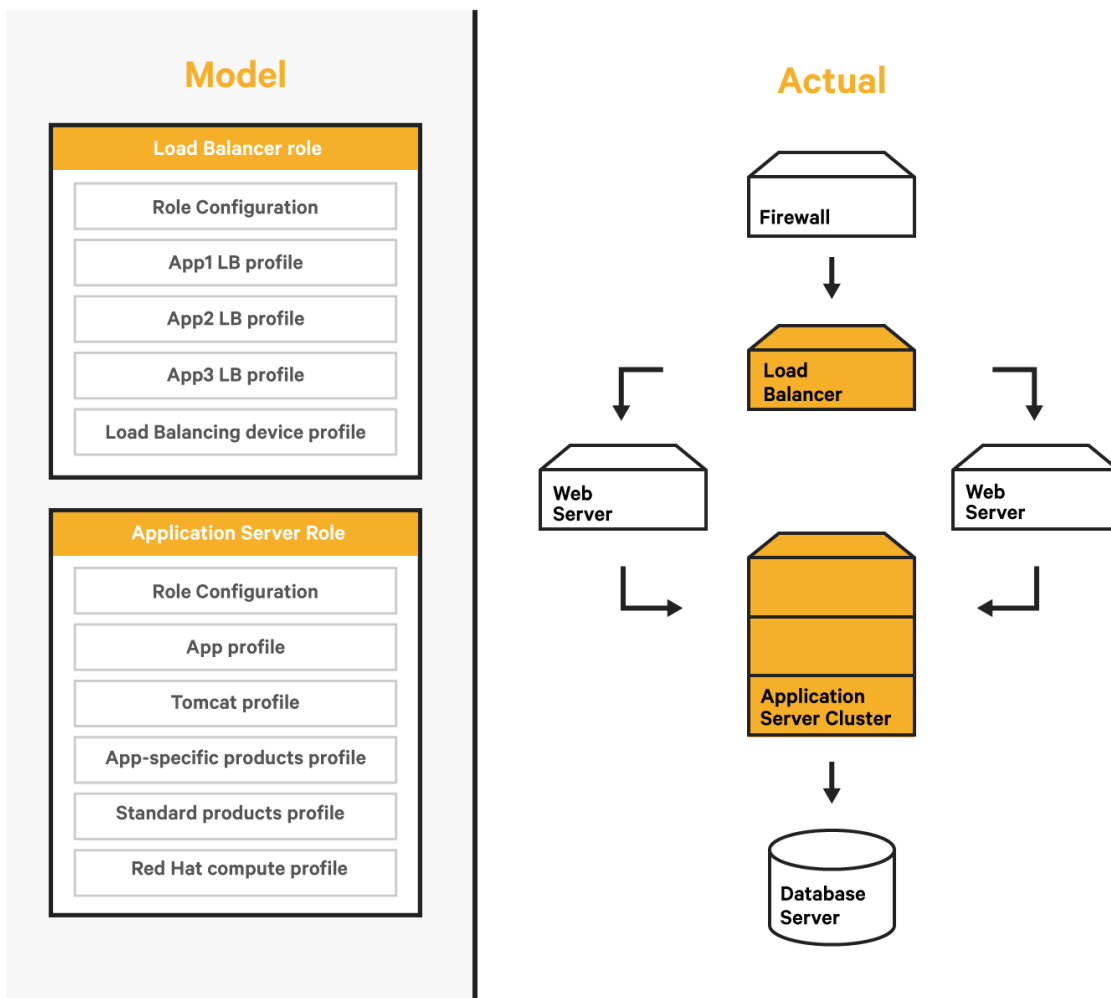 Model
Load Balancer role
Role Configuration
App1 LB profile
App2 LB profile
App3 LB profile
Load Balancing device profile
Application Server Role
Role Configuration
App profile
Tomcat profile
App-specific products profile
Standard products profile
Red Hat compute profile
Actual
Firewall
Load
Balancer
Web
Server
Web
Server
Application
Server Cluster
Database
Server